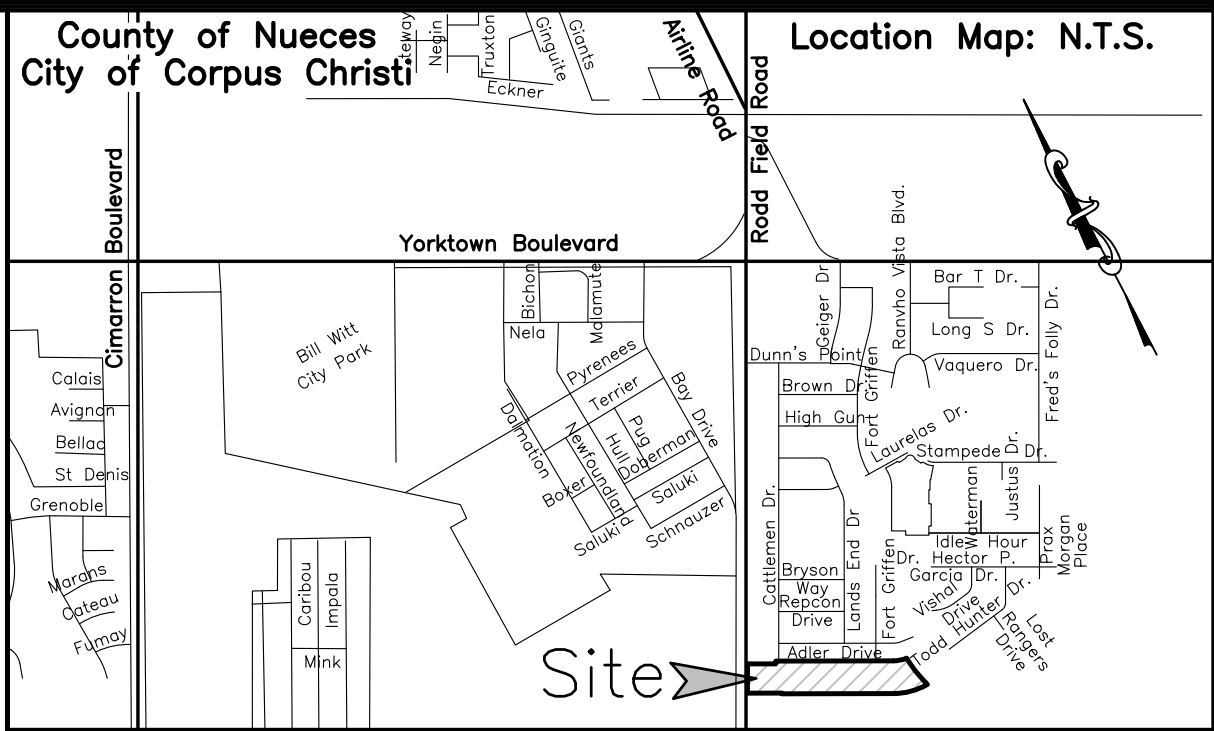 County of Nueces
City of Corpus Christi
Location Map: N.T.S.
teway
Negin
Truxton
Ginguite
Giants
Eckner
Airline Road
Rodd Field Road
Cimarron Boulevard
Yorktown Boulevard
Bill Witt
City Park
Calais
Avignon
Bellac
St Denis
Grenoble
Marans
Cateau
Fumay
Caribou
Impala
Mink
Bichon
Malamute
Nela
Pyrenees
Terrier
Bay Drive
Dalmation
Newfoundland
Hull
Pug
Doberman
Boxer
Saluki
Saluki
Schnauzer
Geiger Dr
Ranvho Vista Blvd.
Bar T Dr.
Long S Dr.
Vaquero Dr.
Fred's Folly Dr.
Dunn's Point
Brown Dr.
High Gun
Fort Griffen
Laurelas Dr.
Stampede Dr.
Cattlemen Dr.
Waterman
Justus Dr.
Idle Hour
Dr.
Hector P.
Garcia Dr.
Prax
Morgan
Place
Bryson
Way
Repcon
Drive
Lands End Dr
Fort Griffen
Vishal
Drive
Todd Hunter Dr.
Lost
Rangers
Drive
Adler Drive
Site